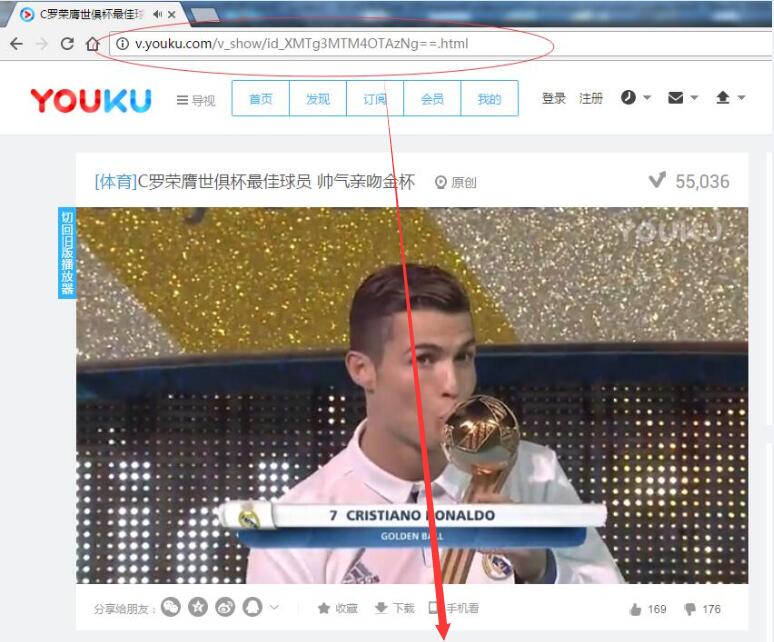 C罗荣膺世俱杯最佳球
v.youku.com/v_show/id_XMTg3MTM4OTAzNg==.html
YOUKU 导视 首页 发现 订阅 会员 我的 登录 注册
[体育]C罗荣膺世俱杯最佳球员 帅气亲吻金杯 原创 55,036
切回旧版播放器
YOUKU
7 CRISTIANO RONALDO
GOLDEN BALL
分享给朋友: 收藏 下载 手机看 169 176